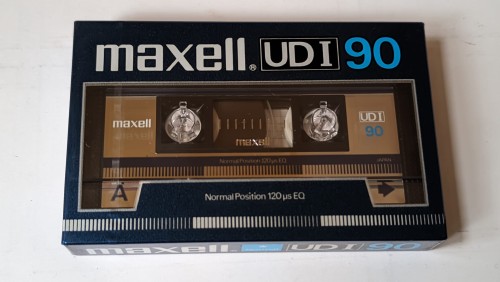 maxell® UD I 90
maxell UD I
90
maxell
Normal Position 120 µs EQ
A
Normal Position 120 µs EQ
maxell UD I 90